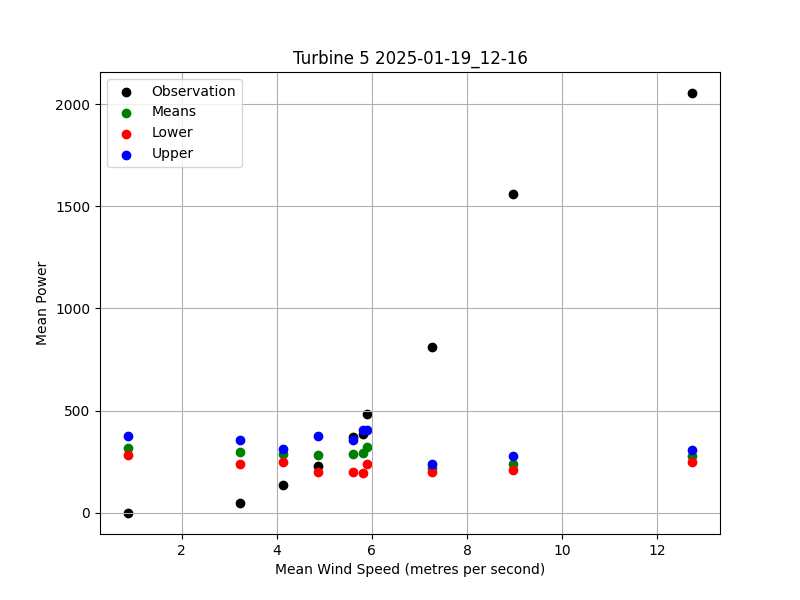 Turbine 5 2025-01-19_12-16
Observation
Means
Lower
Upper
2000
1500
1000
500
0
Mean Power
2 4 6 8 10 12
Mean Wind Speed (metres per second)